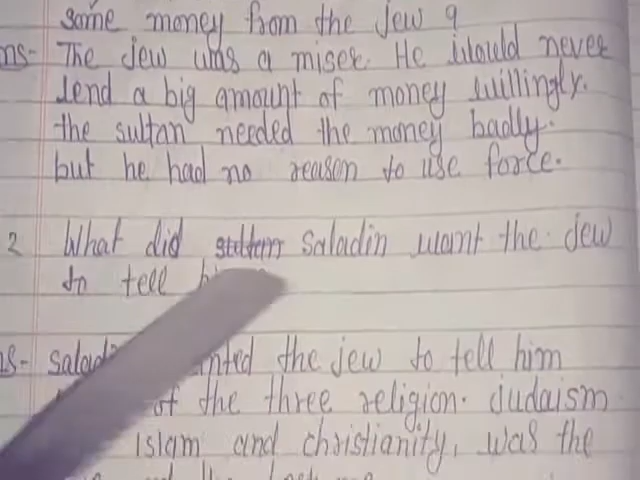 some money from the Jew ?
ns- The Jew was a miser. He would never
lend a big amount of money willingly.
the sultan needed the money badly.
but he had no reason to use force.
2 What did sultan Saladin want the Jew
to tell
ns- the Jew to tell him
of the three religion. Judaism
Islam and christianity, was the